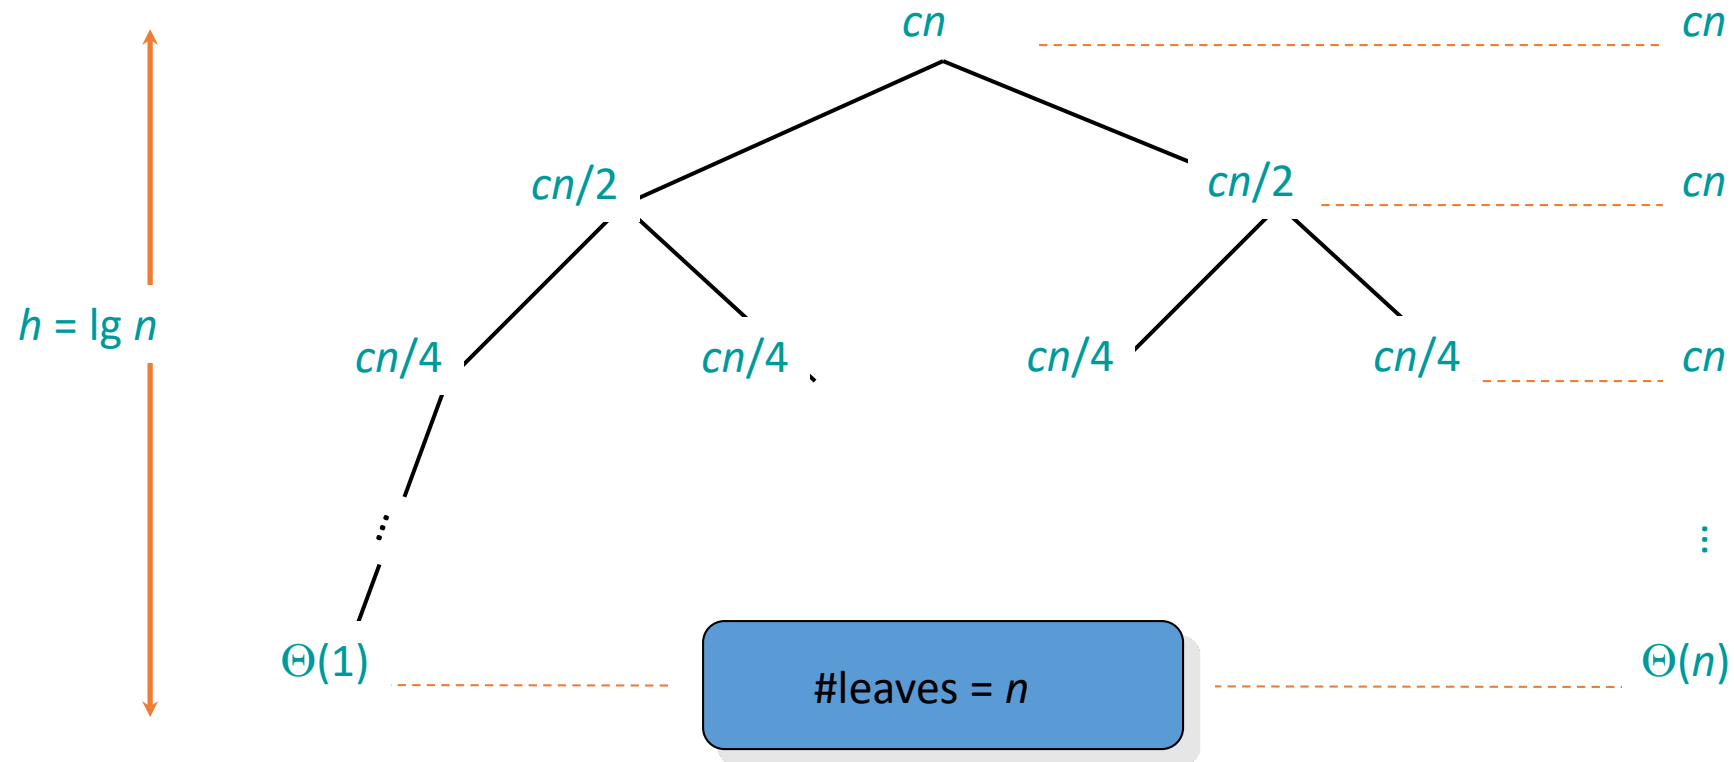 cn cn
cn/2 cn/2 cn
h = lg n
cn/4 cn/4 cn/4 cn/4 cn
... ...
Θ(1) #leaves = n Θ(n)